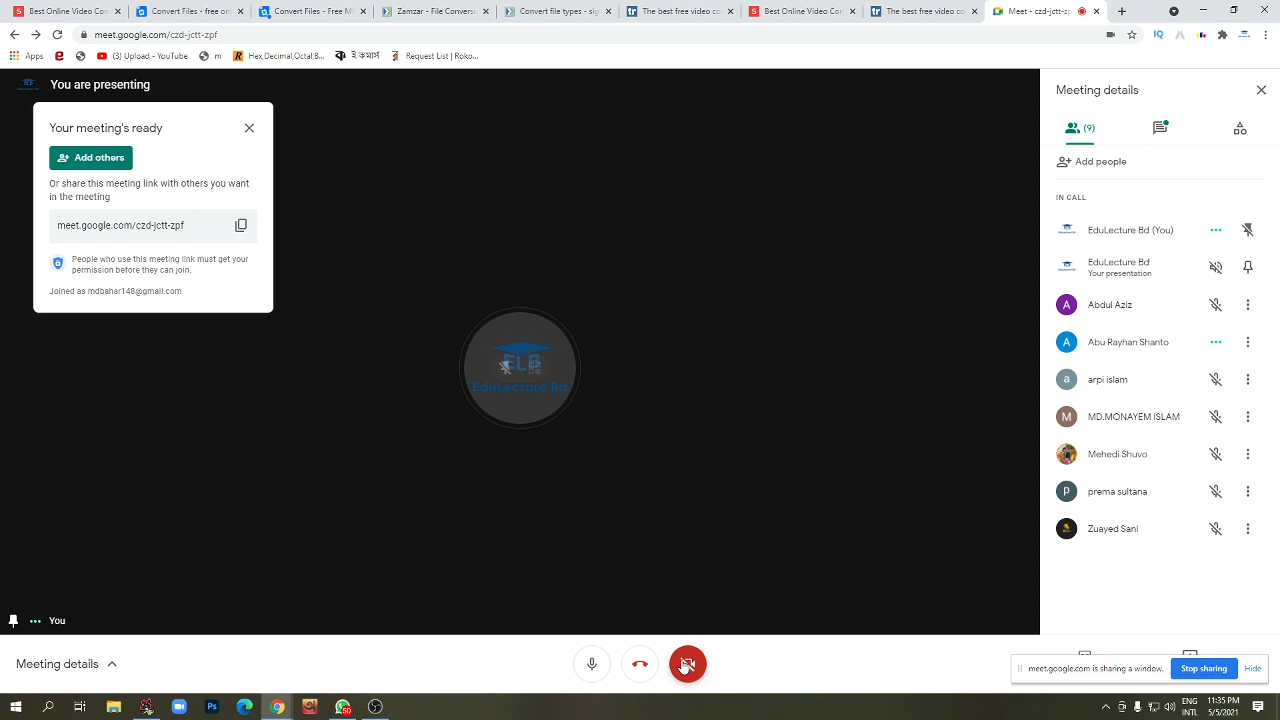 Best Online Video Con
Convert Files - free on
Convert Files - Free M
Zamzar - File Conversi
Convert file types - sig
The best free video co
Best Online Video Con
The best free video co
Meet - czd-jctt-zp
meet.google.com/czd-jctt-zpf
IQ
Apps
(3) Upload - YouTube
m
Hex,Decimal,Octal,B...
ই কমার্স
Request List | Roko...
You are presenting
Your meeting's ready
Add others
Or share this meeting link with others you want
in the meeting
meet.google.com/czd-jctt-zpf
People who use this meeting link must get your
permission before they can join.
Joined as mdbahar148@gmail.com
ELB
EduLecture Bd
You
Meeting details
(9)
Add people
IN CALL
EduLecture Bd (You)
EduLecture Bd
Your presentation
A
Abdul Aziz
A
Abu Rayhan Shanto
a
arpi islam
M
MD.MONAYEM ISLAM
Mehedi Shuvo
p
prema sultana
Zuayed Sani
Meeting details
meet.google.com is sharing a window.
Stop sharing
Hide
Ps
50
ENG
INTL
11:35 PM
5/5/2021